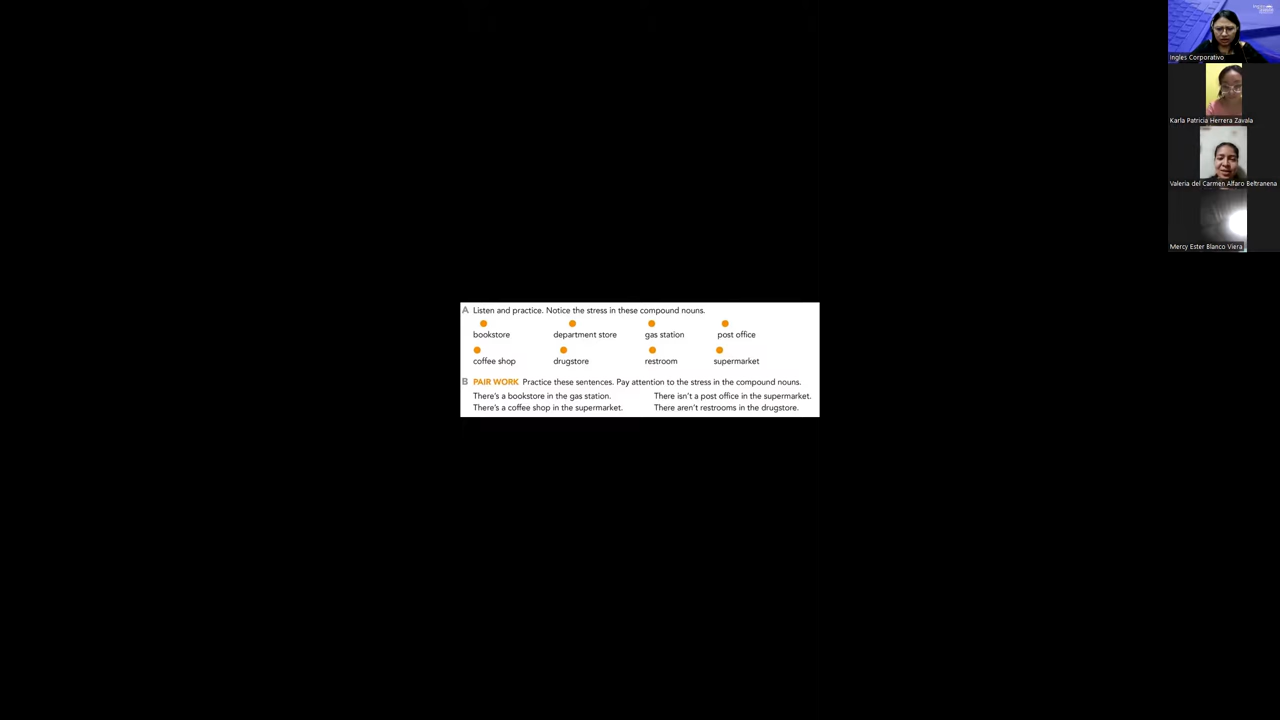 A Listen and practice. Notice the stress in these compound nouns.
bookstore department store gas station post office
coffee shop drugstore restroom supermarket
B PAIR WORK Practice these sentences. Pay attention to the stress in the compound nouns.
There's a bookstore in the gas station. There isn't a post office in the supermarket.
There's a coffee shop in the supermarket. There aren't restrooms in the drugstore.
Ingles Corporativo
Karla Patricia Herrera Zavala
Valeria del Carmen Alfaro Beltranena
Mercy Ester Blanco Viera